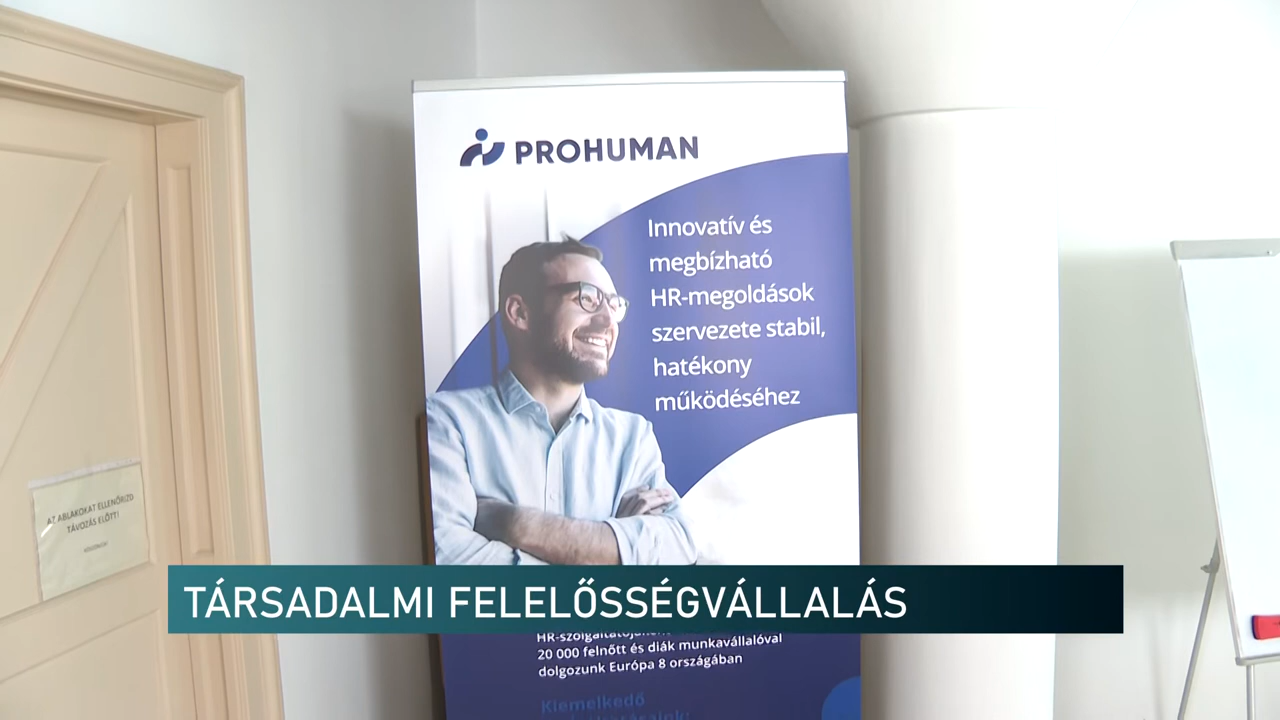 PROHUMAN
Innovatív és
megbízható
HR-megoldások
szervezete stabil,
hatékony
működéséhez
AZ ABLAKOKAT ELLENŐRIZD
TÁVOZÁS ELŐTT!
TÁRSADALMI FELELŐSSÉGVÁLLALÁS
20 000 felnőtt és diák munkavállalóval
dolgozunk Európa 8 országában
Kiemelkedő